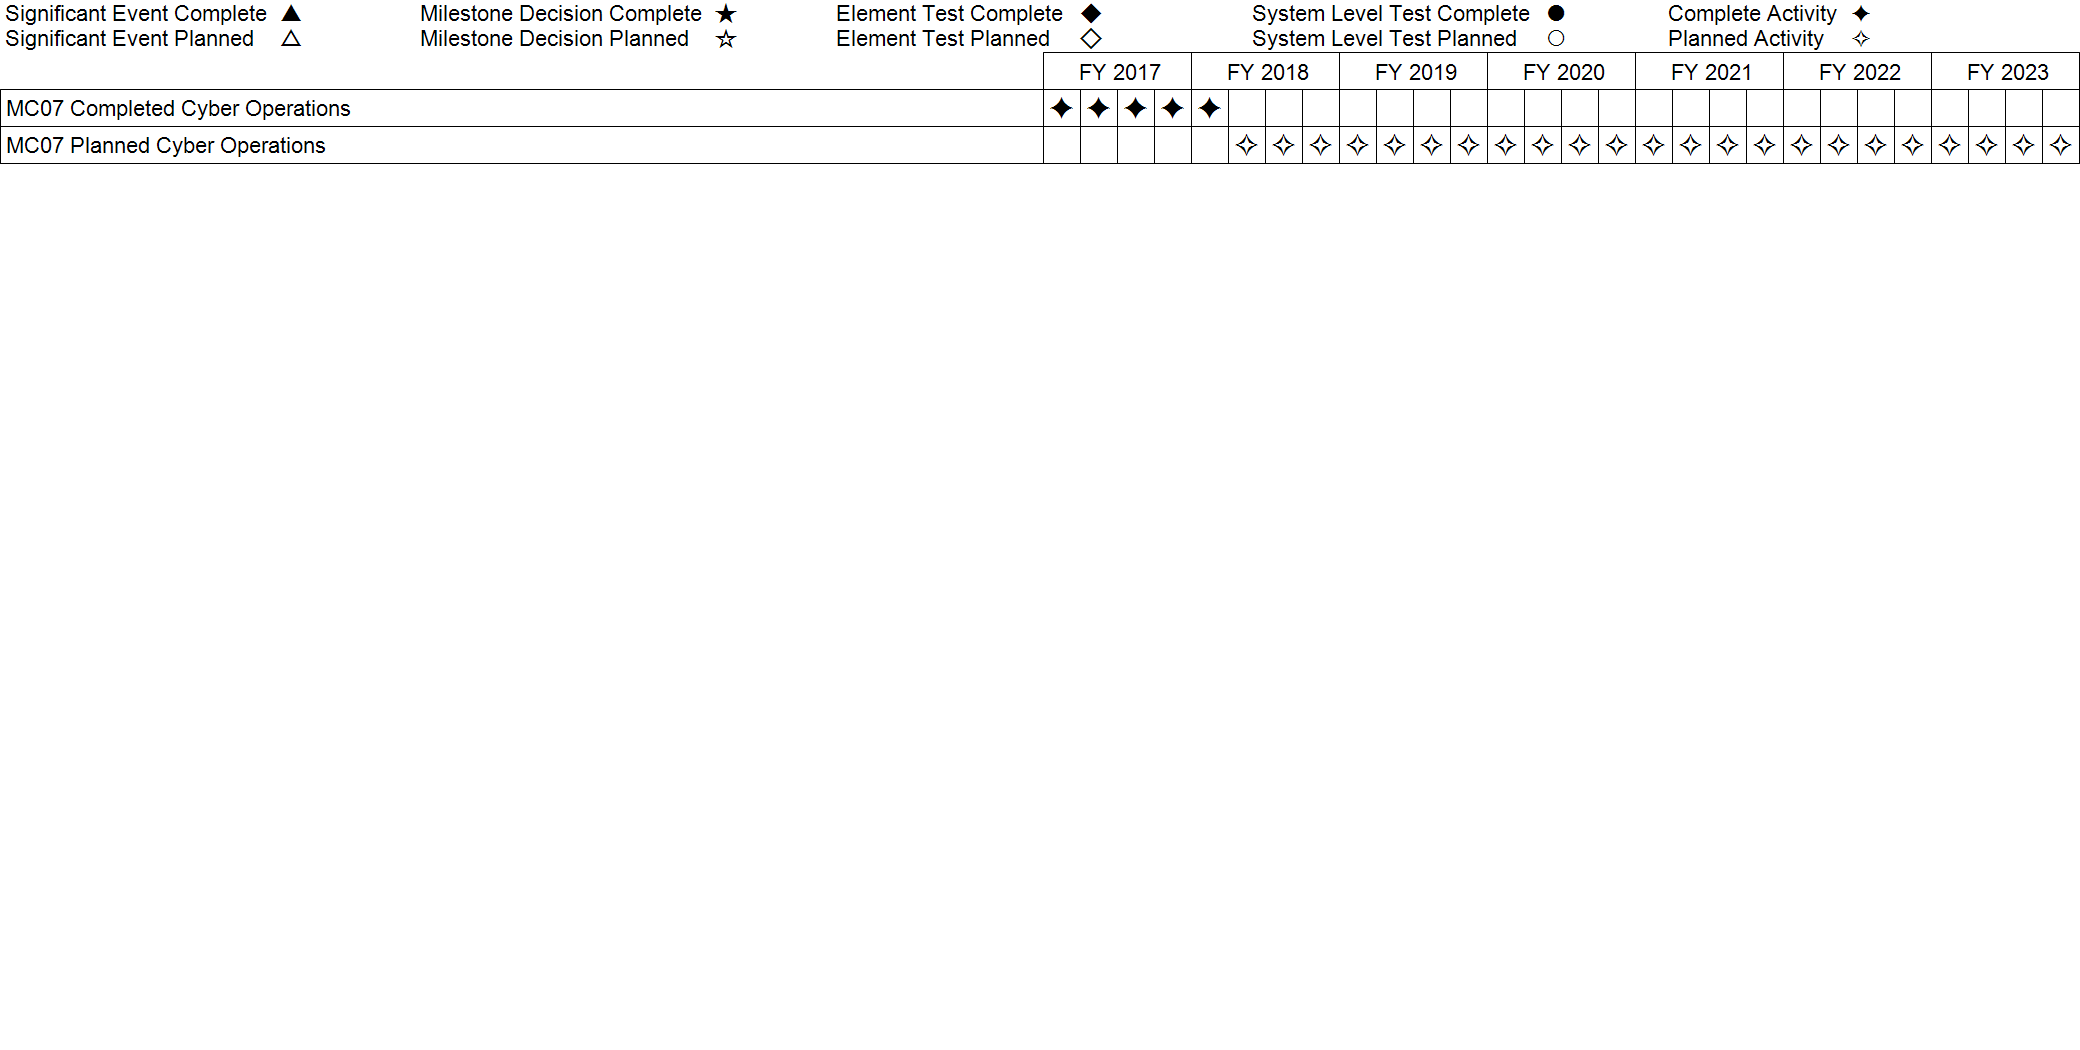 Significant Event Complete ▲ Milestone Decision Complete ★ Element Test Complete ◆ System Level Test Complete ● Complete Activity ✦
Significant Event Planned △ Milestone Decision Planned ☆ Element Test Planned ◇ System Level Test Planned ○ Planned Activity ✧
FY 2017 FY 2018 FY 2019 FY 2020 FY 2021 FY 2022 FY 2023
MC07 Completed Cyber Operations ✦ ✦ ✦ ✦ ✦
MC07 Planned Cyber Operations ✧ ✧ ✧ ✧ ✧ ✧ ✧ ✧ ✧ ✧ ✧ ✧ ✧ ✧ ✧ ✧ ✧ ✧ ✧ ✧ ✧ ✧ ✧